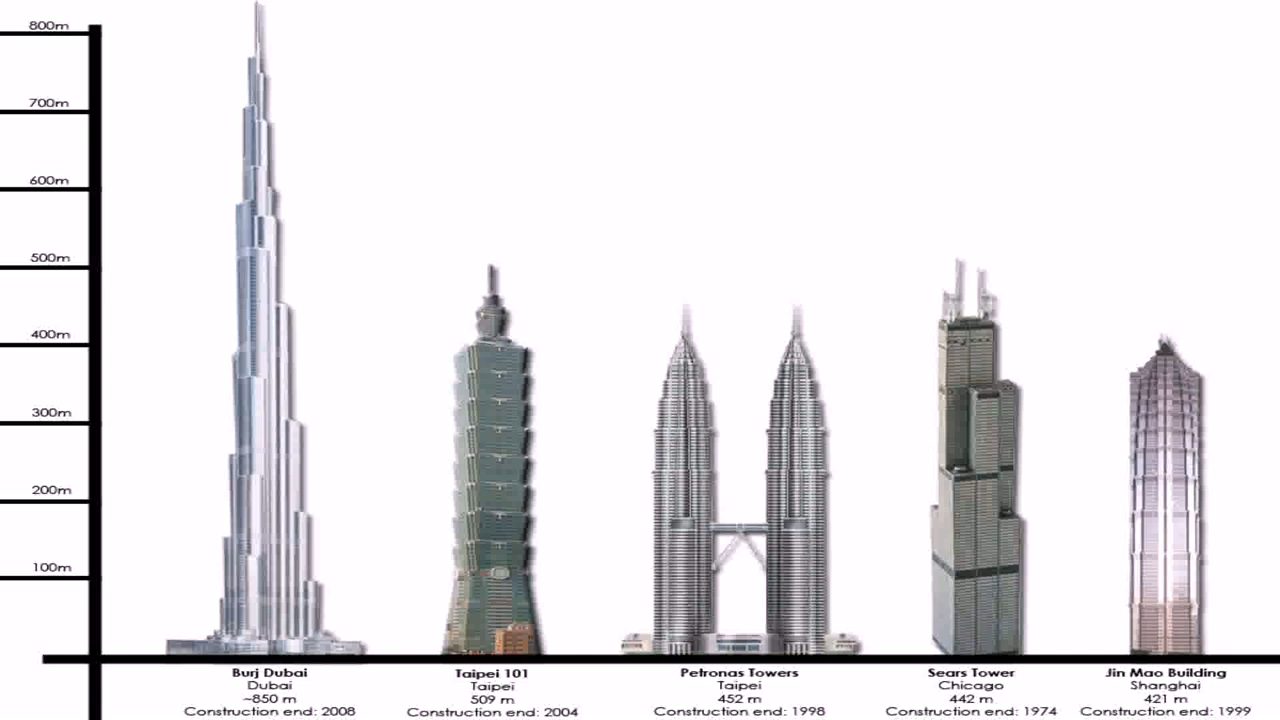 800m
700m
600m
500m
400m
300m
200m
100m
Burj Dubai
Dubai
~850 m
Construction end: 2008
Taipei 101
Taipei
509 m
Construction end: 2004
Petronas Towers
Taipei
452 m
Construction end: 1998
Sears Tower
Chicago
442 m
Construction end: 1974
Jin Mao Building
Shanghai
421 m
Construction end: 1999